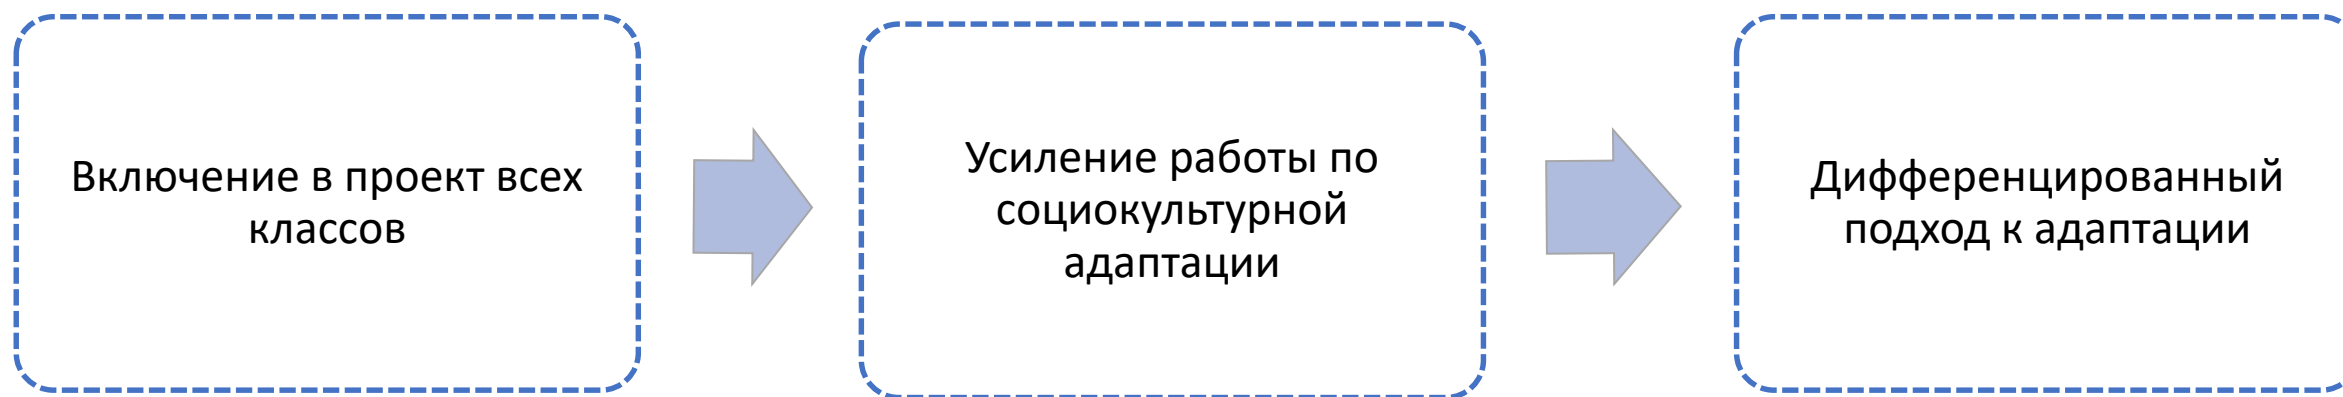 Включение в проект всех
классов
Усиление работы по
социокультурной
адаптации
Дифференцированный
подход к адаптации